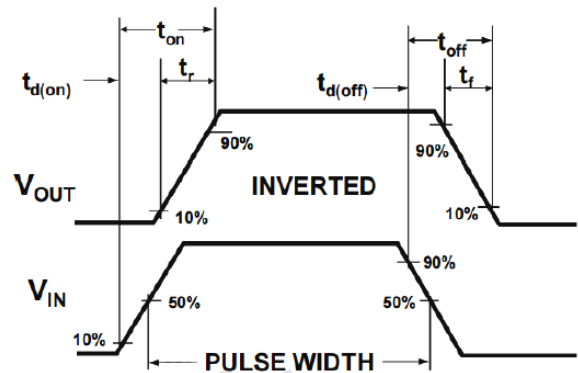 t_on
t_off
t_d(on)
t_r
t_d(off)
t_f
90%
90%
V_OUT
INVERTED
10%
10%
90%
V_IN
50%
50%
10%
PULSE WIDTH